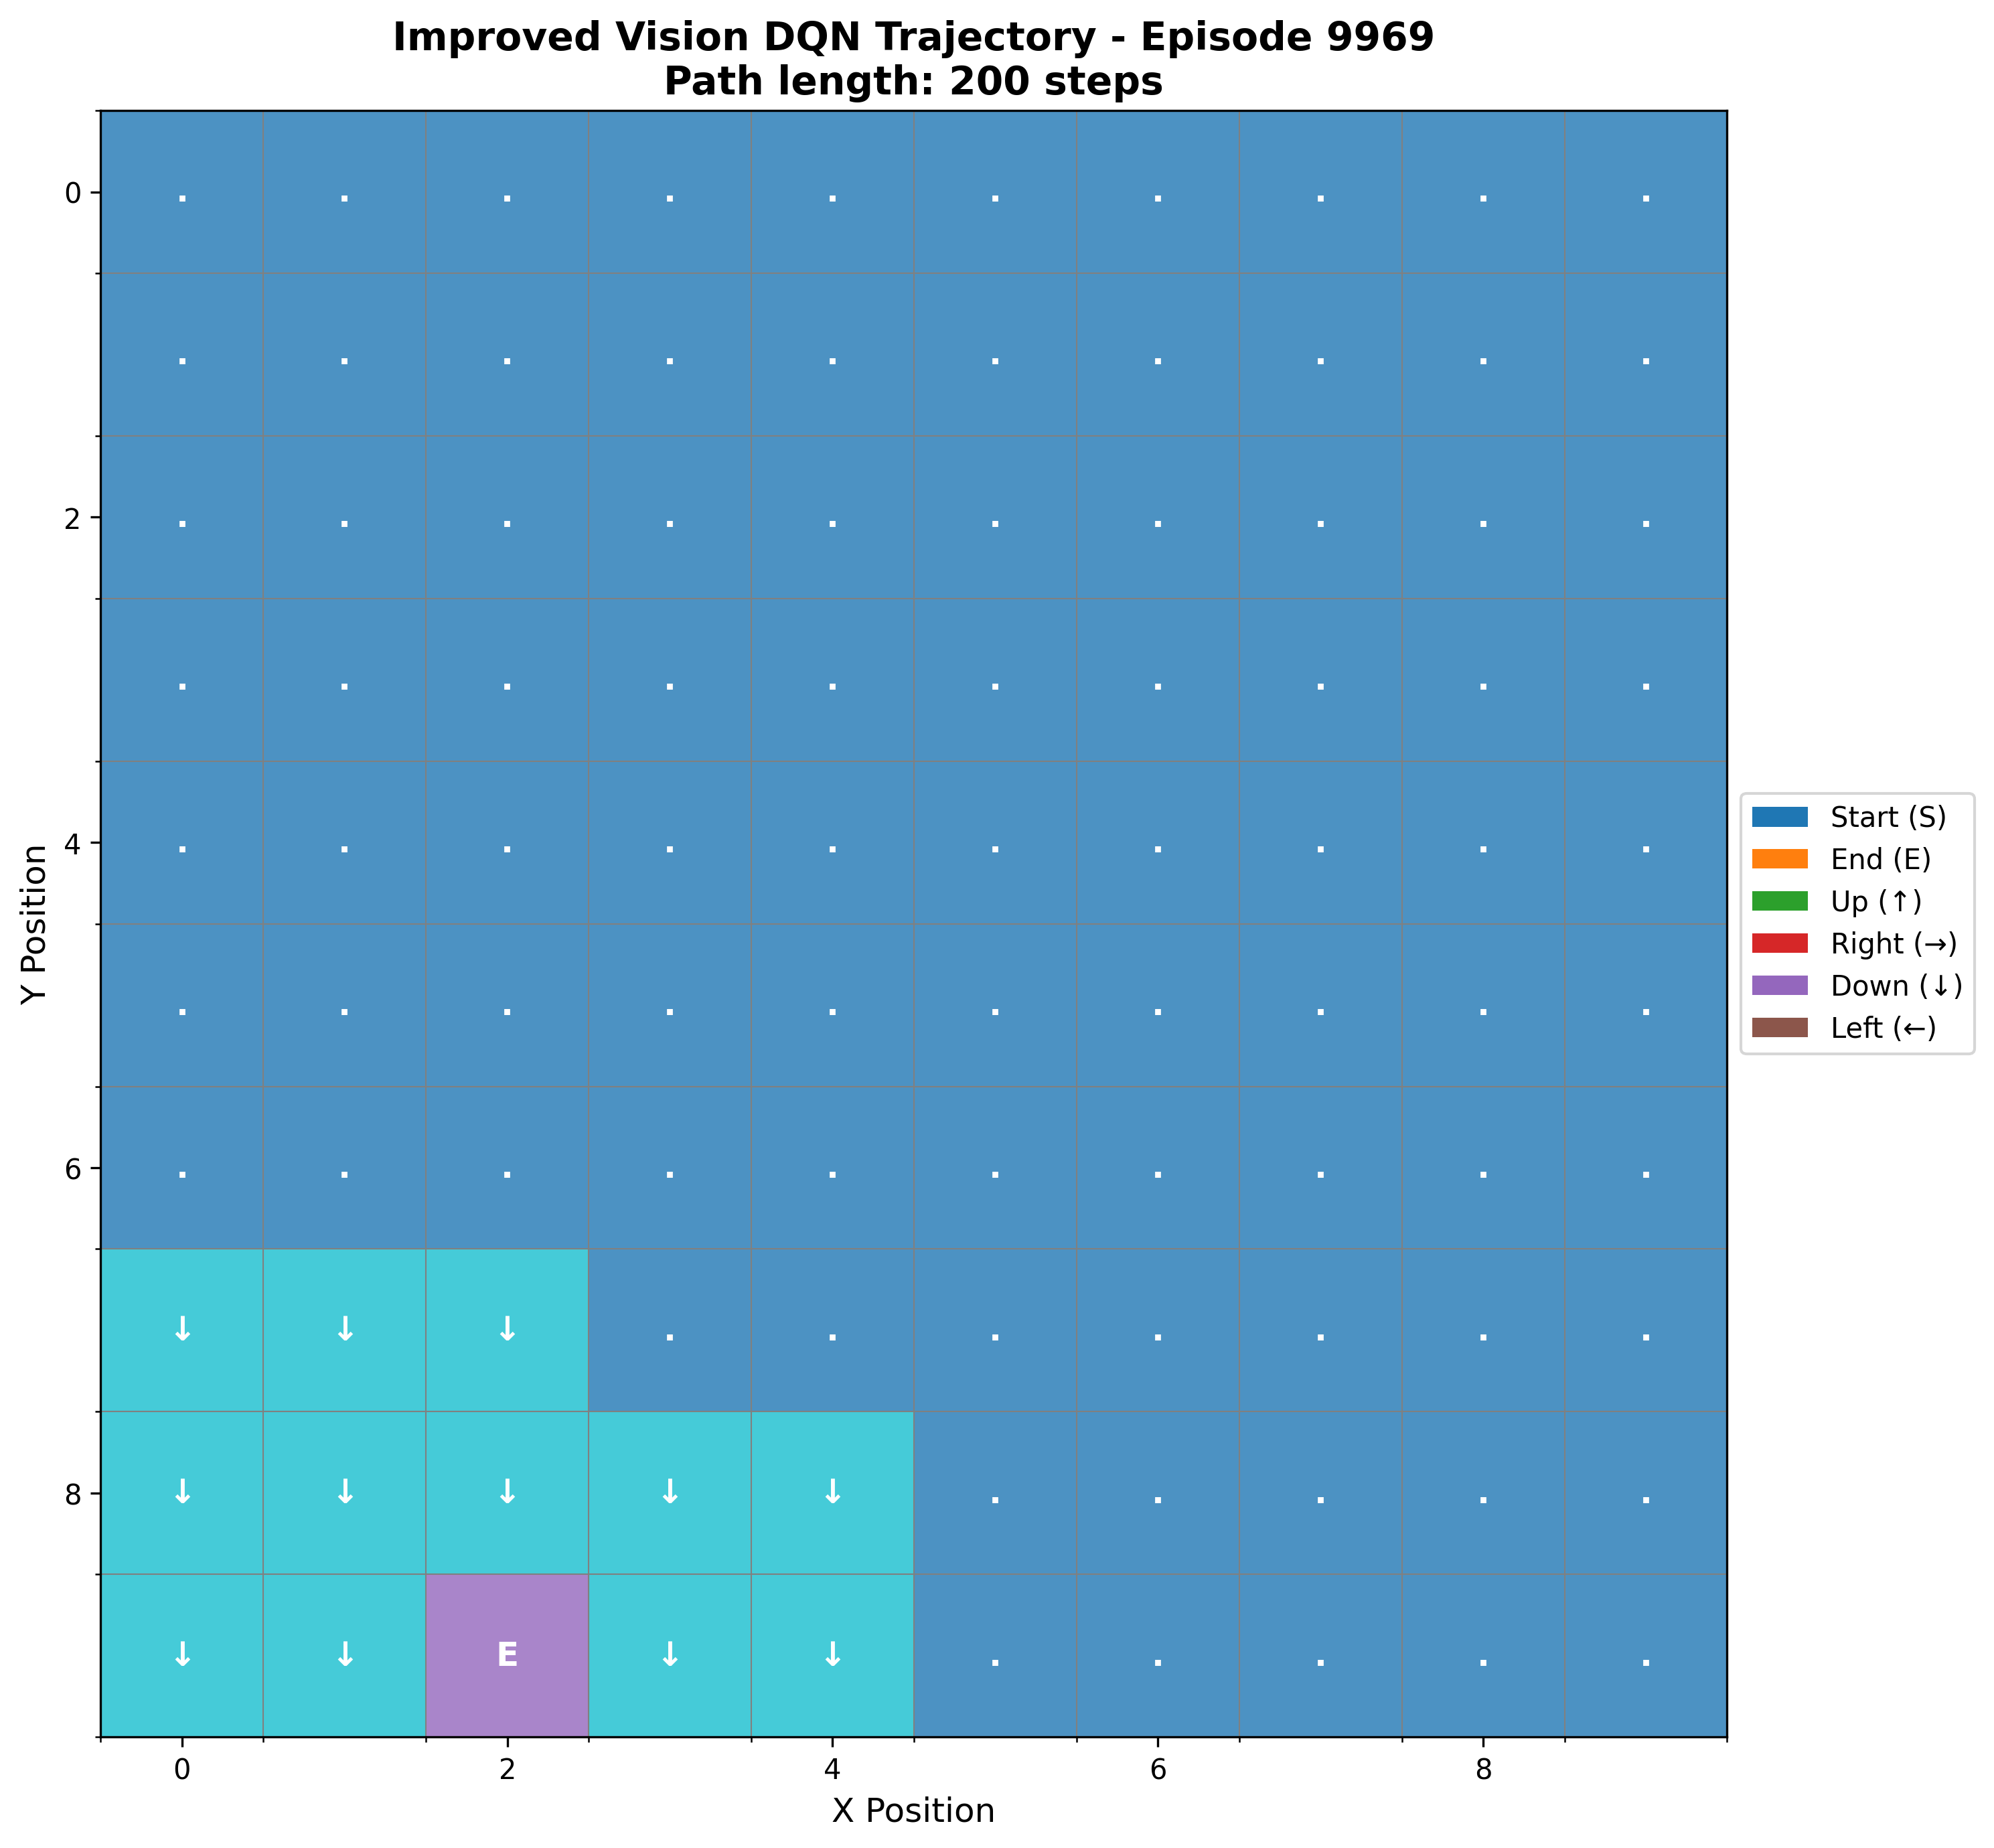 Improved Vision DQN Trajectory - Episode 9969
Path length: 200 steps
0 . . . . . . . . . .
. . . . . . . . . .
2 . . . . . . . . . .
. . . . . . . . . .
4 . . . . . . . . . .
. . . . . . . . . .
6 . . . . . . . . . .
↓ ↓ ↓ . . . . . . .
8 ↓ ↓ ↓ ↓ ↓ . . . . .
↓ ↓ E ↓ ↓ . . . . .
0 2 4 6 8
X Position
Y Position
Start (S)
End (E)
Up (↑)
Right (→)
Down (↓)
Left (←)